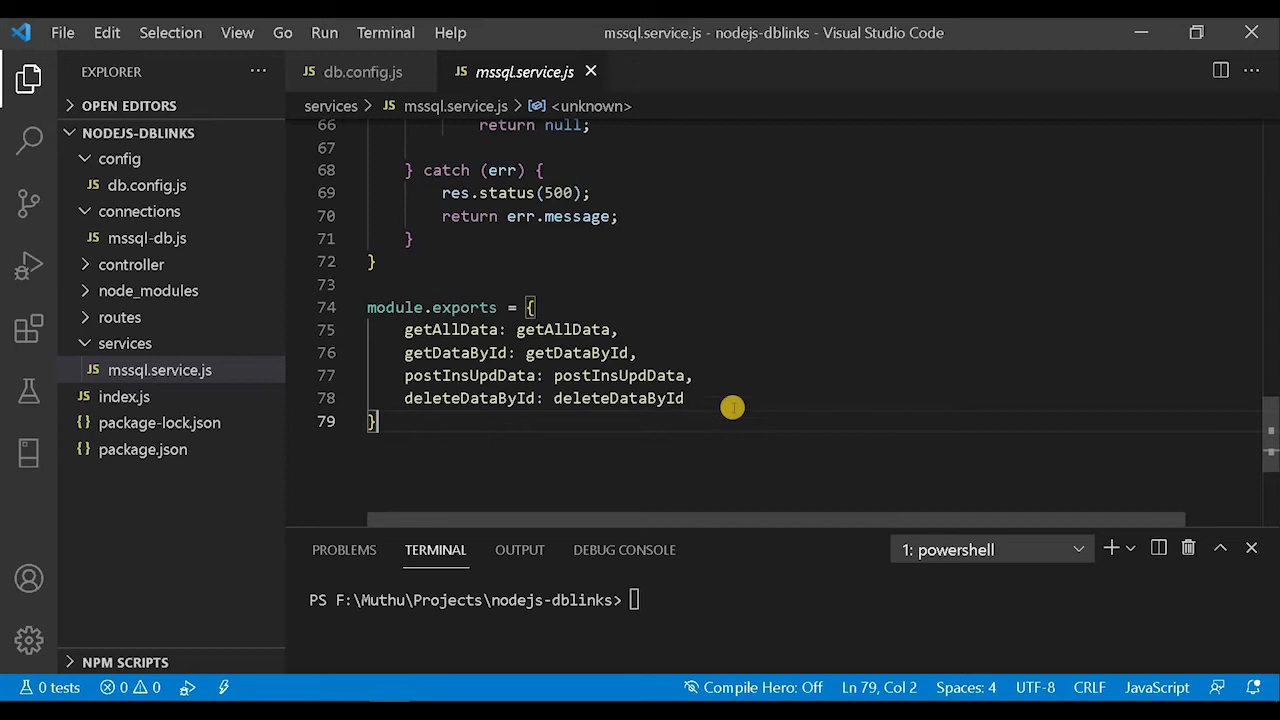 File Edit Selection View Go Run Terminal Help mssql.service.js - nodejs-dblinks - Visual Studio Code
EXPLORER
JS db.config.js JS mssql.service.js
OPEN EDITORS
services > JS mssql.service.js > <unknown>
NODEJS-DBLINKS
config
JS db.config.js
connections
JS mssql-db.js
controller
node_modules
routes
services
JS mssql.service.js
JS index.js
{} package-lock.json
{} package.json
NPM SCRIPTS
66 return null;
67
68 } catch (err) {
69 res.status(500);
70 return err.message;
71 }
72 }
73
74 module.exports = {
75 getAllData: getAllData,
76 getDataById: getDataById,
77 postInsUpdData: postInsUpdData,
78 deleteDataById: deleteDataById
79 }
PROBLEMS TERMINAL OUTPUT DEBUG CONSOLE 1: powershell
PS F:\Muthu\Projects\nodejs-dblinks>
0 tests 0 0 Compile Hero: Off Ln 79, Col 2 Spaces: 4 UTF-8 CRLF JavaScript